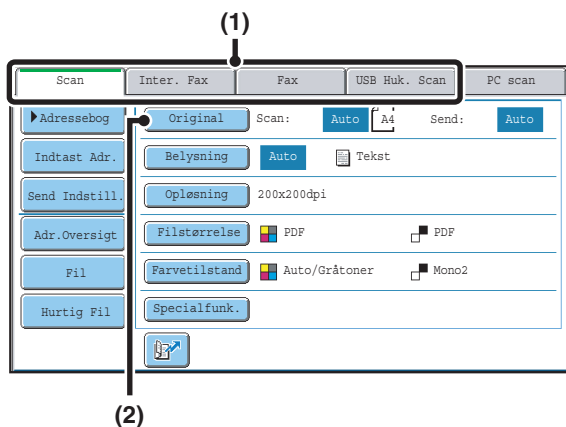 (1)
Scan Inter. Fax Fax USB Huk. Scan PC scan
Adressebog Original Scan: Auto A4 Send: Auto
Indtast Adr. Belysning Auto Tekst
Send Indstill. Opløsning 200x200dpi
Adr.Oversigt Filstørrelse PDF PDF
Fil Farvetilstand Auto/Gråtoner Mono2
Hurtig Fil Specialfunk.
(2)